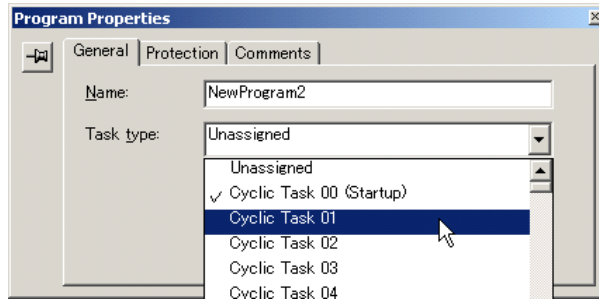 Program Properties
General Protection Comments
Name: NewProgram2
Task type: Unassigned
Unassigned
Cyclic Task 00 (Startup)
Cyclic Task 01
Cyclic Task 02
Cyclic Task 03
Cyclic Task 04